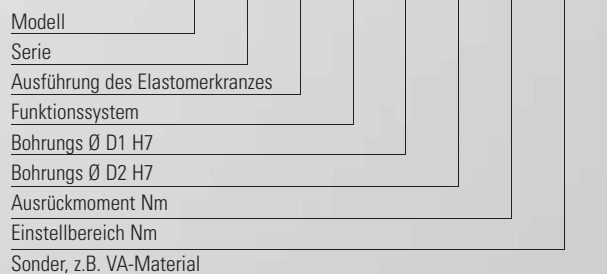 Modell
Serie
Ausführung des Elastomerkranzes
Funktionssystem
Bohrungs Ø D1 H7
Bohrungs Ø D2 H7
Ausrückmoment Nm
Einstellbereich Nm
Sonder, z.B. VA-Material